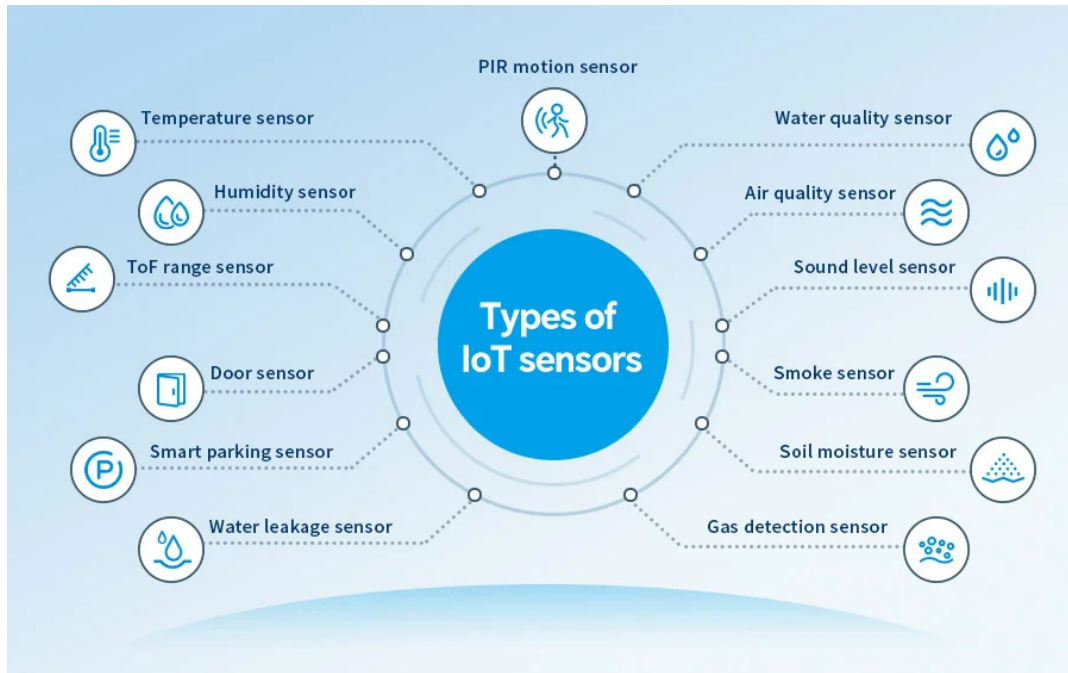 PIR motion sensor
Temperature sensor
Water quality sensor
Humidity sensor
Air quality sensor
ToF range sensor
Sound level sensor
Types of
IoT sensors
Door sensor
Smoke sensor
Smart parking sensor
P
Soil moisture sensor
Water leakage sensor
Gas detection sensor